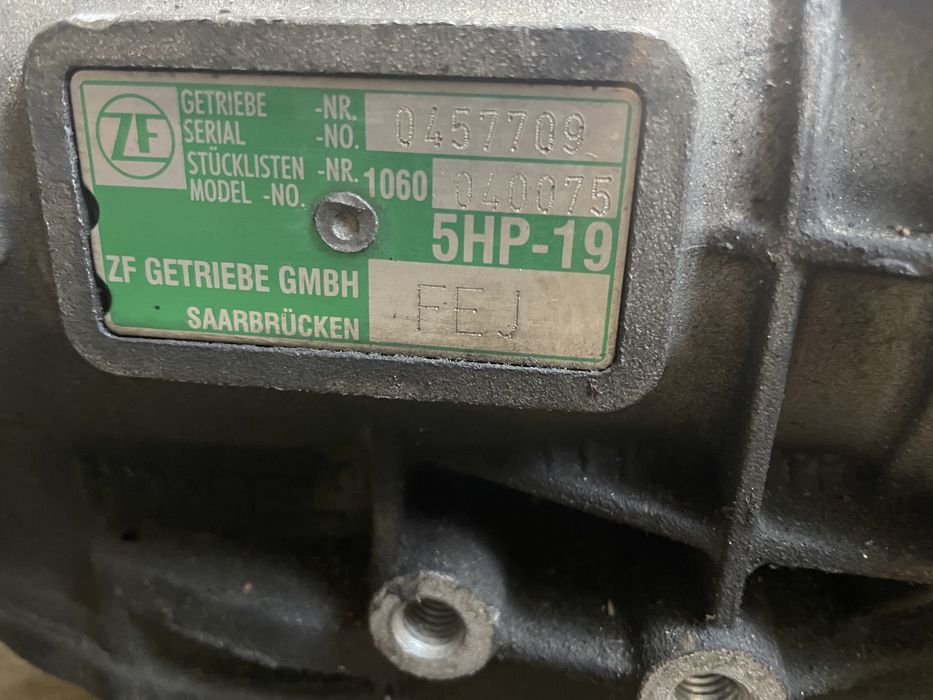 ZF
GETRIEBE -NR. 0457709
SERIAL -NO.
STÜCKLISTEN -NR. 1060 040075
MODEL -NO.
5HP-19
ZF GETRIEBE GMBH
SAARBRÜCKEN FEJ